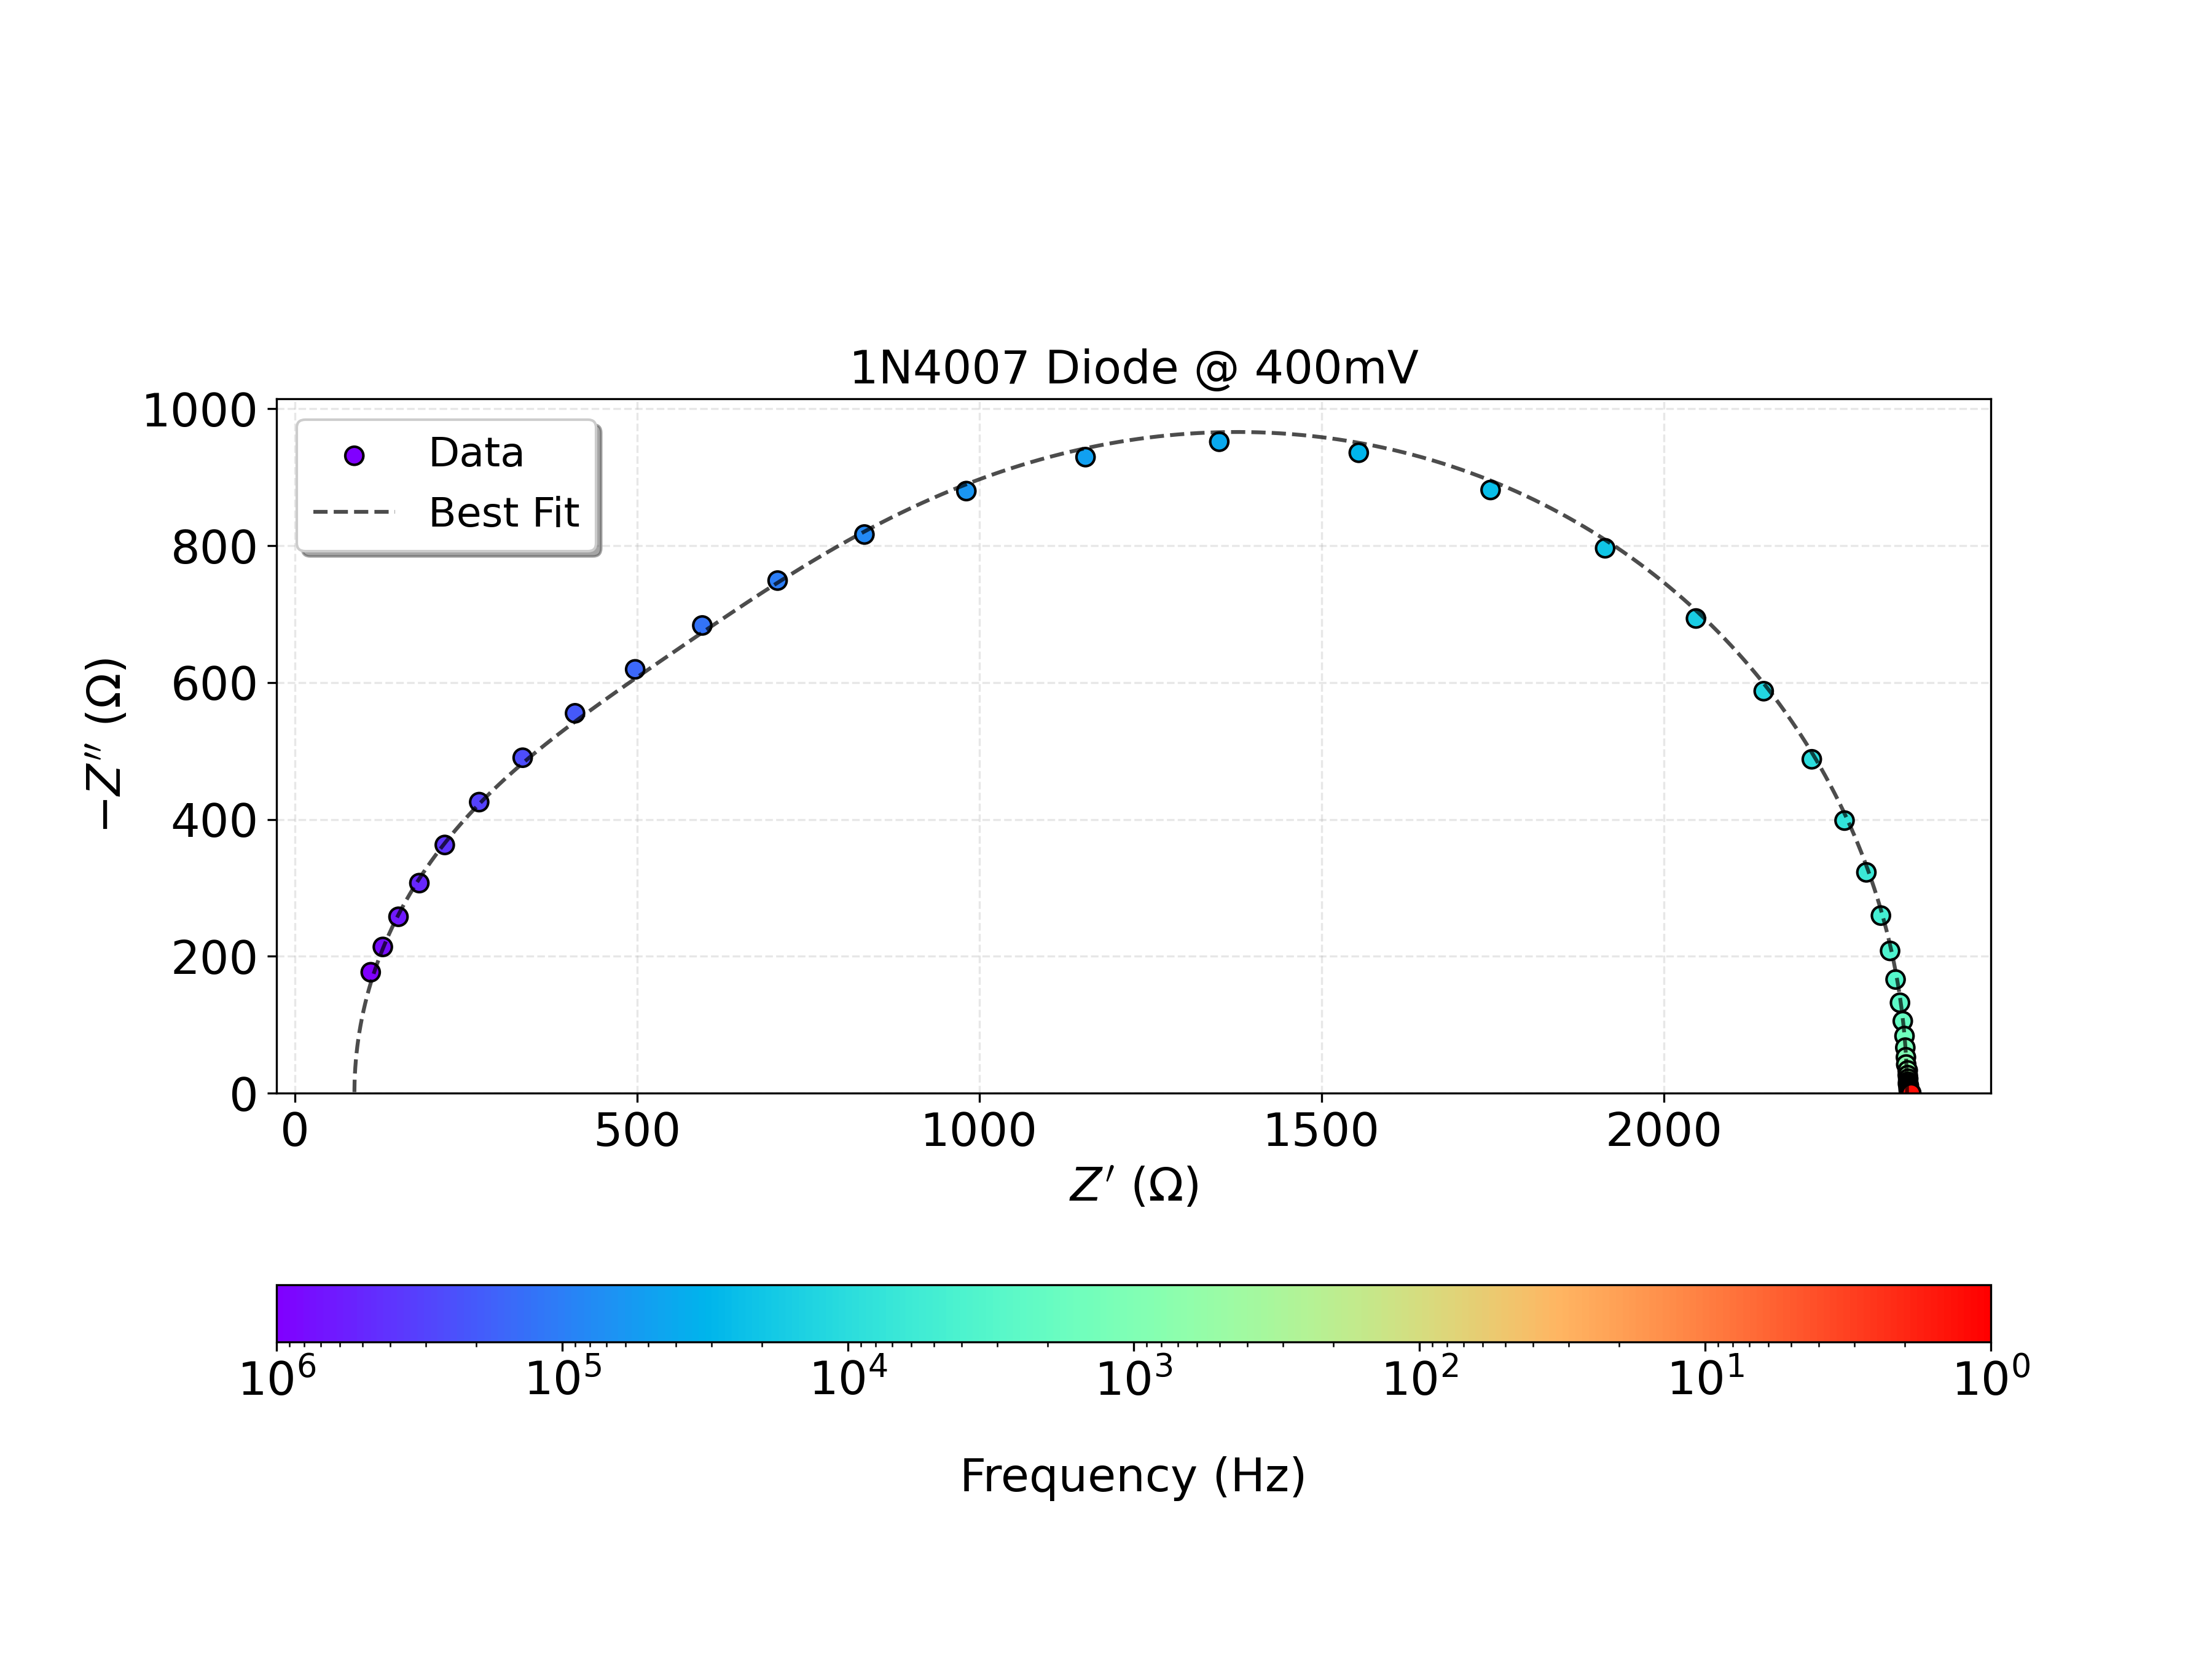 1N4007 Diode @ 400mV
1000
800
600
400
200
0
−Z″ (Ω)
Data
Best Fit
0 500 1000 1500 2000
Z′ (Ω)
10⁶ 10⁵ 10⁴ 10³ 10² 10¹ 10⁰
Frequency (Hz)